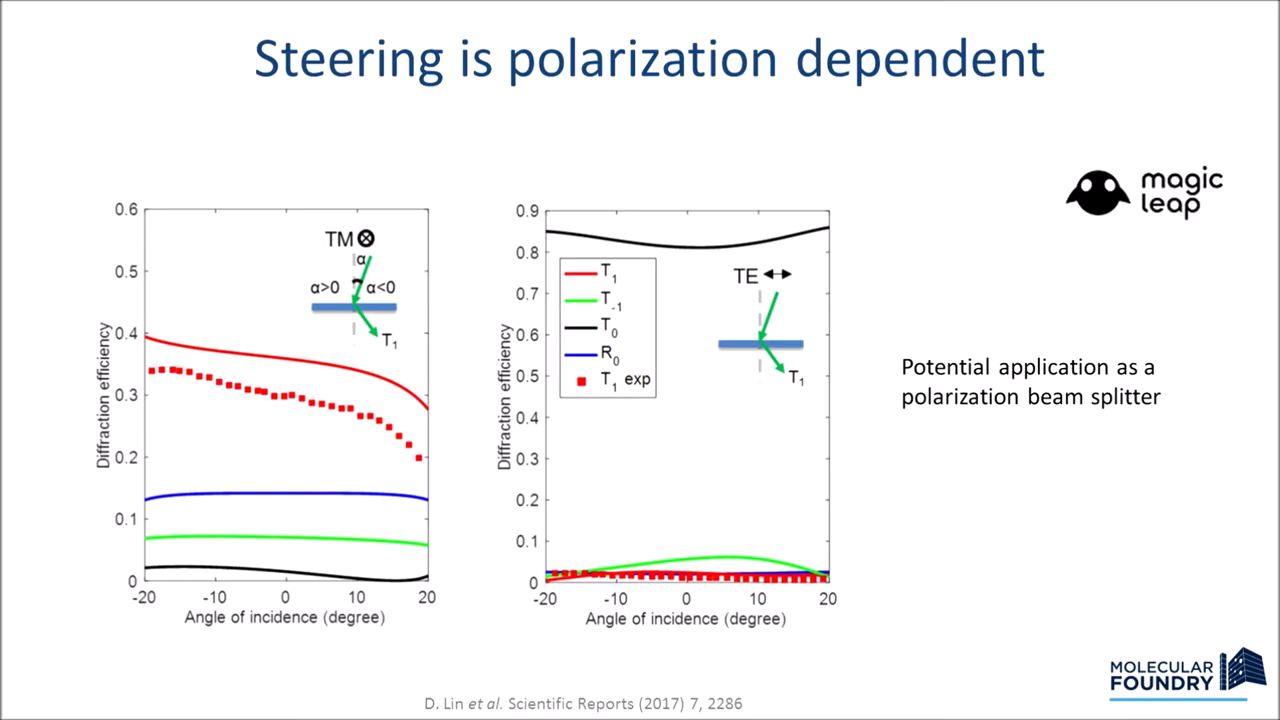 Steering is polarization dependent
magic
leap
0.6
0.5
0.4
0.3
0.2
0.1
0
-20
-10
0
10
20
Diffraction efficiency
Angle of incidence (degree)
TM
α
α>0
α<0
T1
0.9
0.8
0.7
0.6
0.5
0.4
0.3
0.2
0.1
0
-20
-10
0
10
20
Diffraction efficiency
Angle of incidence (degree)
T1
T-1
T0
R0
T1 exp
TE
T1
Potential application as a
polarization beam splitter
D. Lin et al. Scientific Reports (2017) 7, 2286
MOLECULAR
FOUNDRY